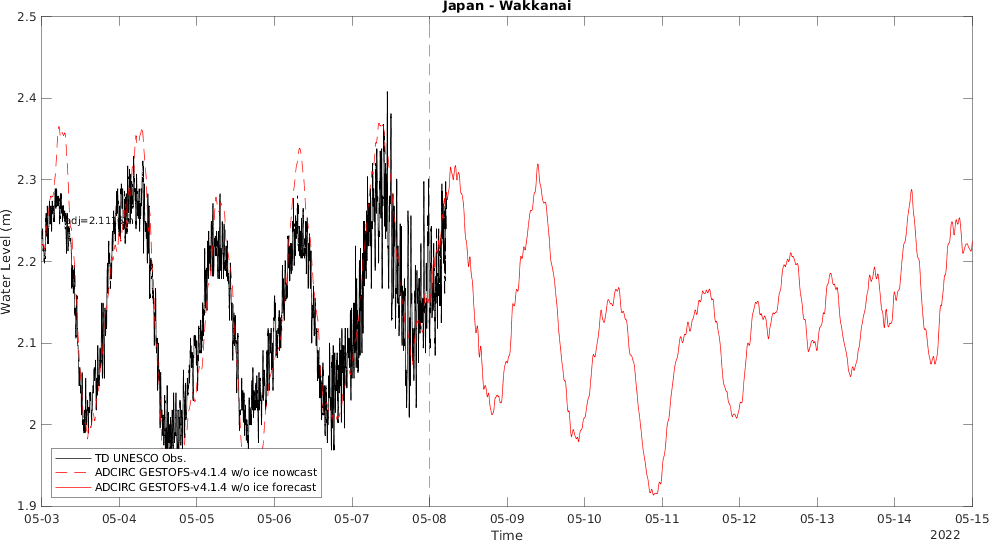 Japan - Wakkanai
Water Level (m)
2.5
2.4
2.3
2.2
2.1
2
1.9
TD UNESCO Obs.
ADCIRC GESTOFS-v4.1.4 w/o ice nowcast
ADCIRC GESTOFS-v4.1.4 w/o ice forecast
05-03 05-04 05-05 05-06 05-07 05-08 05-09 05-10 05-11 05-12 05-13 05-14 05-15
Time
2022